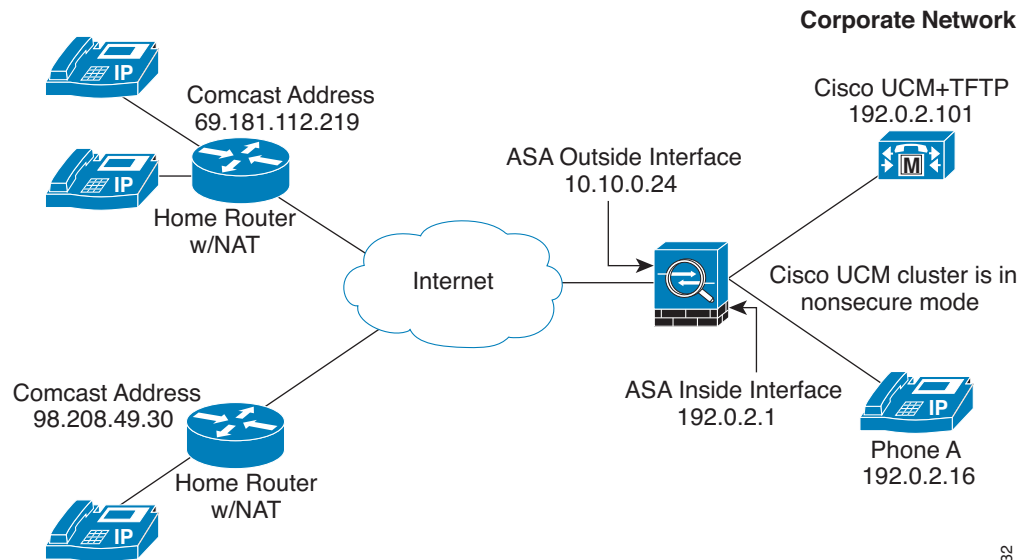 Corporate Network
IP
Comcast Address
69.181.112.219
Cisco UCM+TFTP
192.0.2.101
M
IP
ASA Outside Interface
10.10.0.24
Home Router
w/NAT
Internet
Cisco UCM cluster is in
nonsecure mode
Comcast Address
98.208.49.30
ASA Inside Interface
192.0.2.1
IP
Phone A
192.0.2.16
Home Router
w/NAT
IP